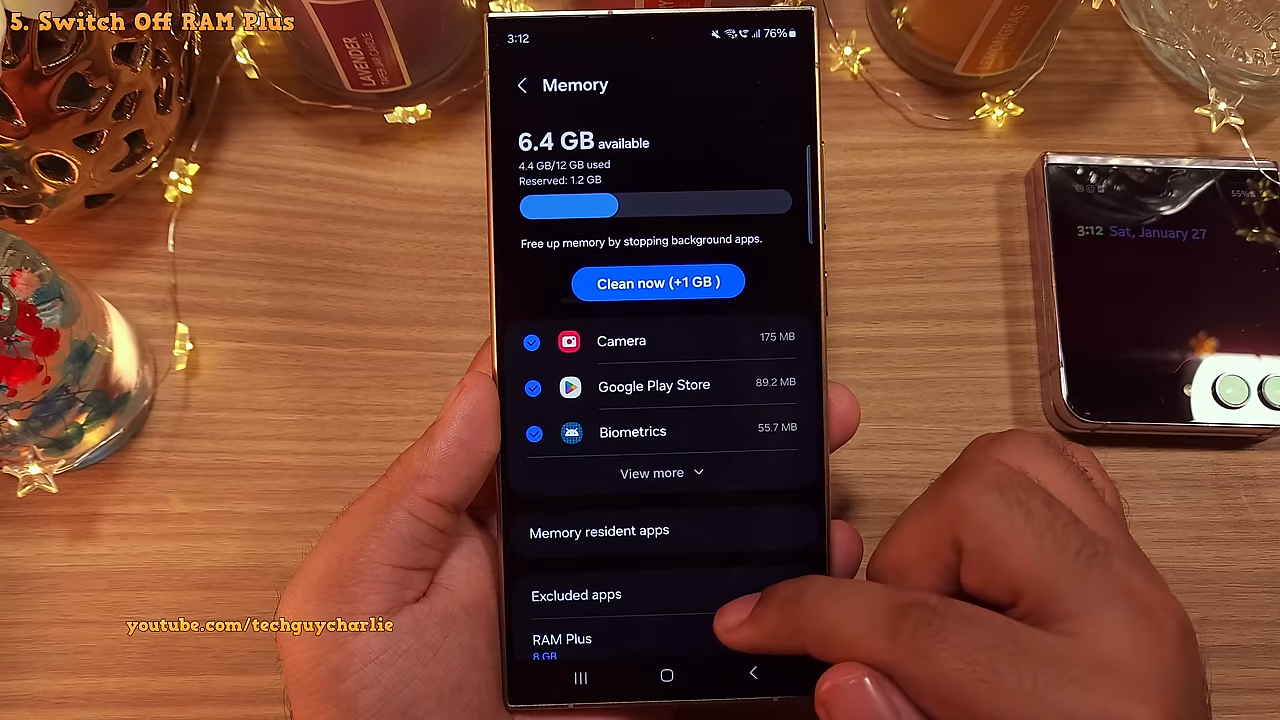 5. Switch Off RAM Plus
LAVENDER
LEMONGRASS
3:12
76%
Memory
6.4 GB available
4.4 GB/12 GB used
Reserved: 1.2 GB
Free up memory by stopping background apps.
Clean now (+1 GB )
Camera 175 MB
Google Play Store 89.2 MB
Biometrics 55.7 MB
View more
Memory resident apps
Excluded apps
RAM Plus
8 GB
55%
3:12 Sat, January 27
youtube.com/techguycharlie